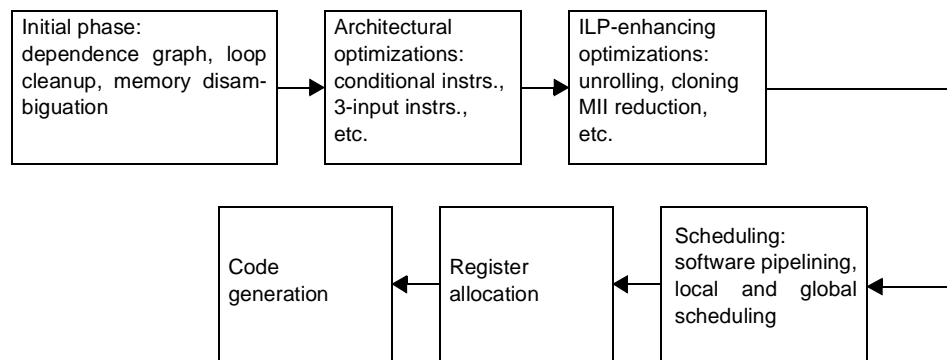 Initial phase:
dependence graph, loop
cleanup, memory disam-
biguation
Architectural
optimizations:
conditional instrs.,
3-input instrs.,
etc.
ILP-enhancing
optimizations:
unrolling, cloning
MII reduction,
etc.
Scheduling:
software pipelining,
local and global
scheduling
Register
allocation
Code
generation